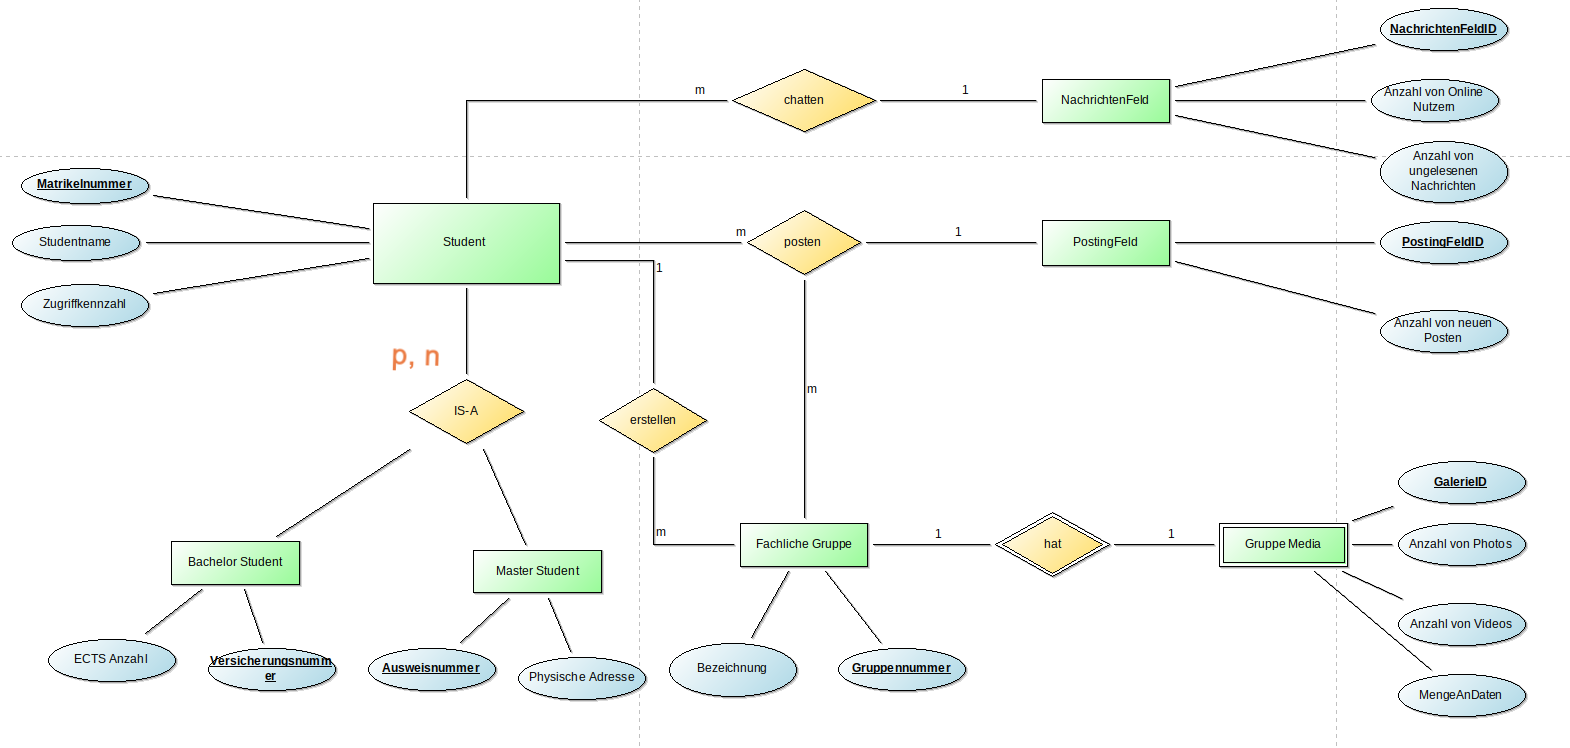 NachrichtenFeldID
m
chatten
1
NachrichtenFeld
Anzahl von Online
Nutzern
Anzahl von
ungelesenen
Nachrichten
Matrikelnummer
Studentname
Zugriffkennzahl
Student
m
posten
1
PostingFeld
PostingFeldID
Anzahl von neuen
Posten
1
p, n
IS-A
erstellen
m
m
Fachliche Gruppe
1
hat
1
Gruppe Media
GalerieID
Anzahl von Photos
Anzahl von Videos
MengeAnDaten
Bachelor Student
Master Student
ECTS Anzahl
Versicherungsnumm
er
Ausweisnummer
Physische Adresse
Bezeichnung
Gruppennummer